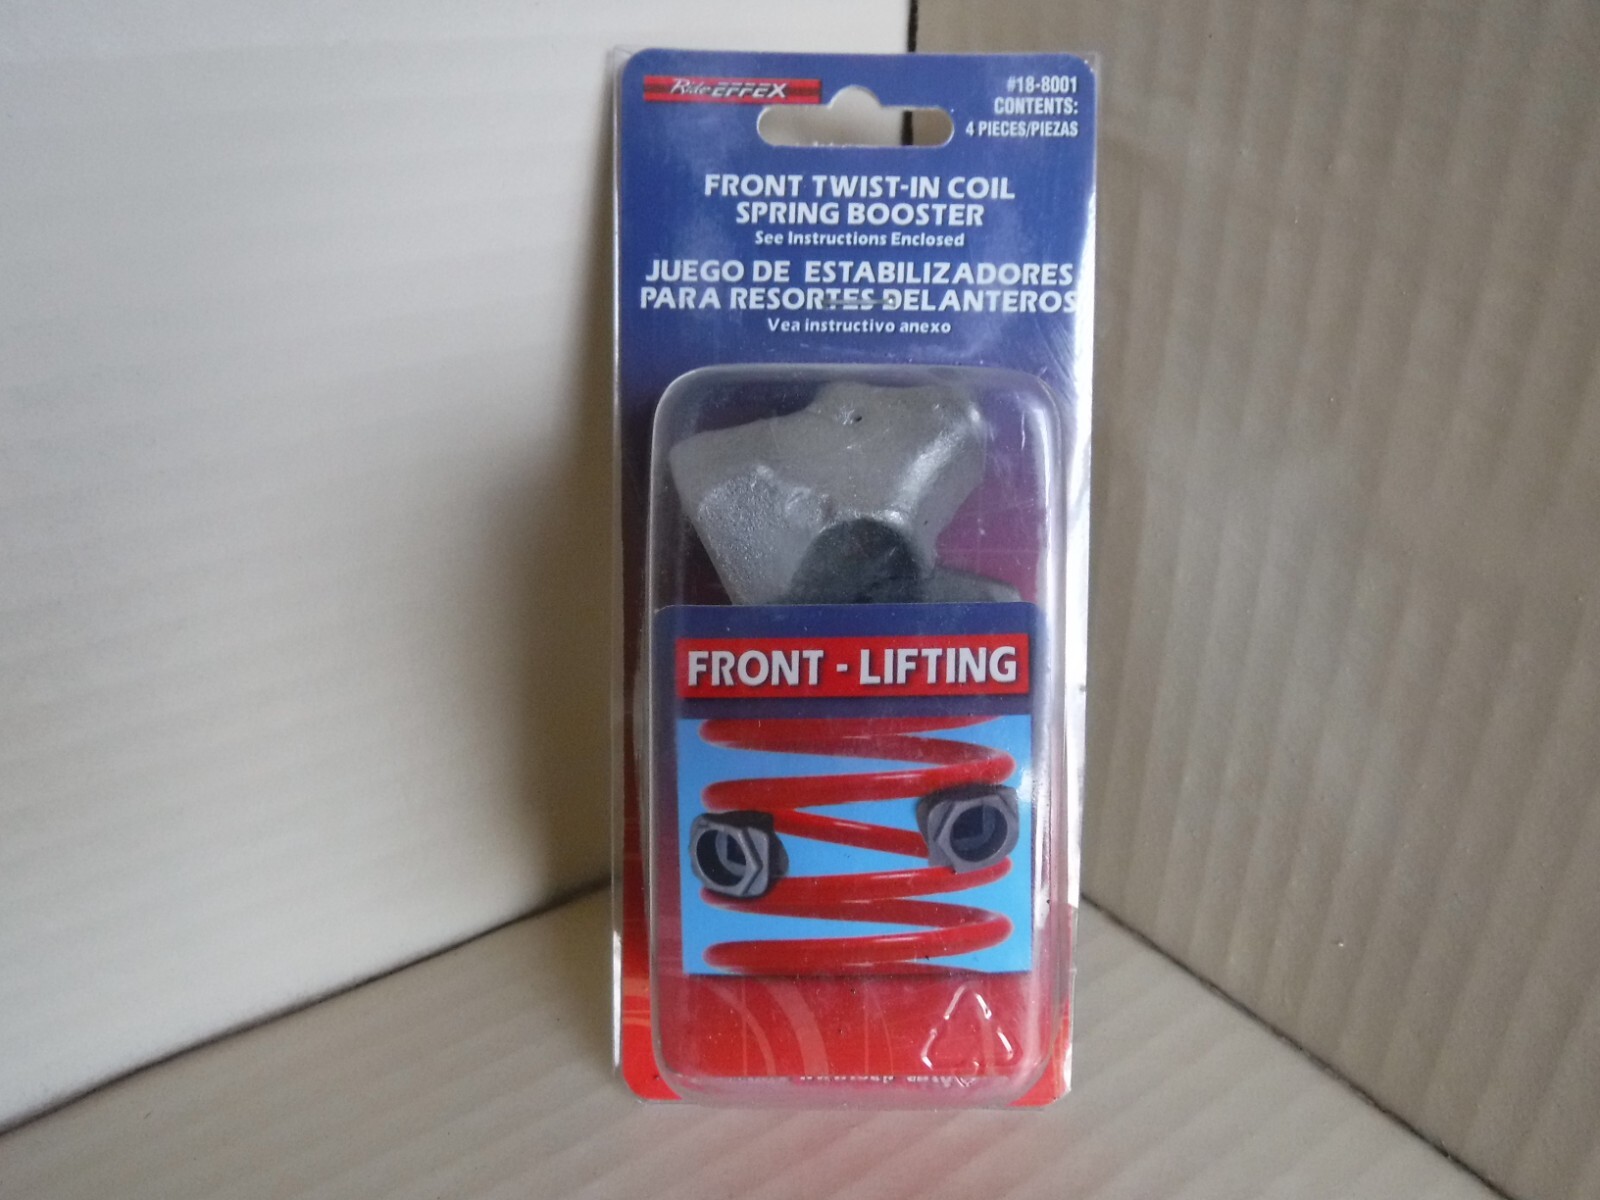 Ride EFFEX
#18-8001
CONTENTS:
4 PIECES/PIEZAS
FRONT TWIST-IN COIL
SPRING BOOSTER
See Instructions Enclosed
JUEGO DE ESTABILIZADORES
PARA RESORTES DELANTEROS
Vea instructivo anexo
FRONT - LIFTING